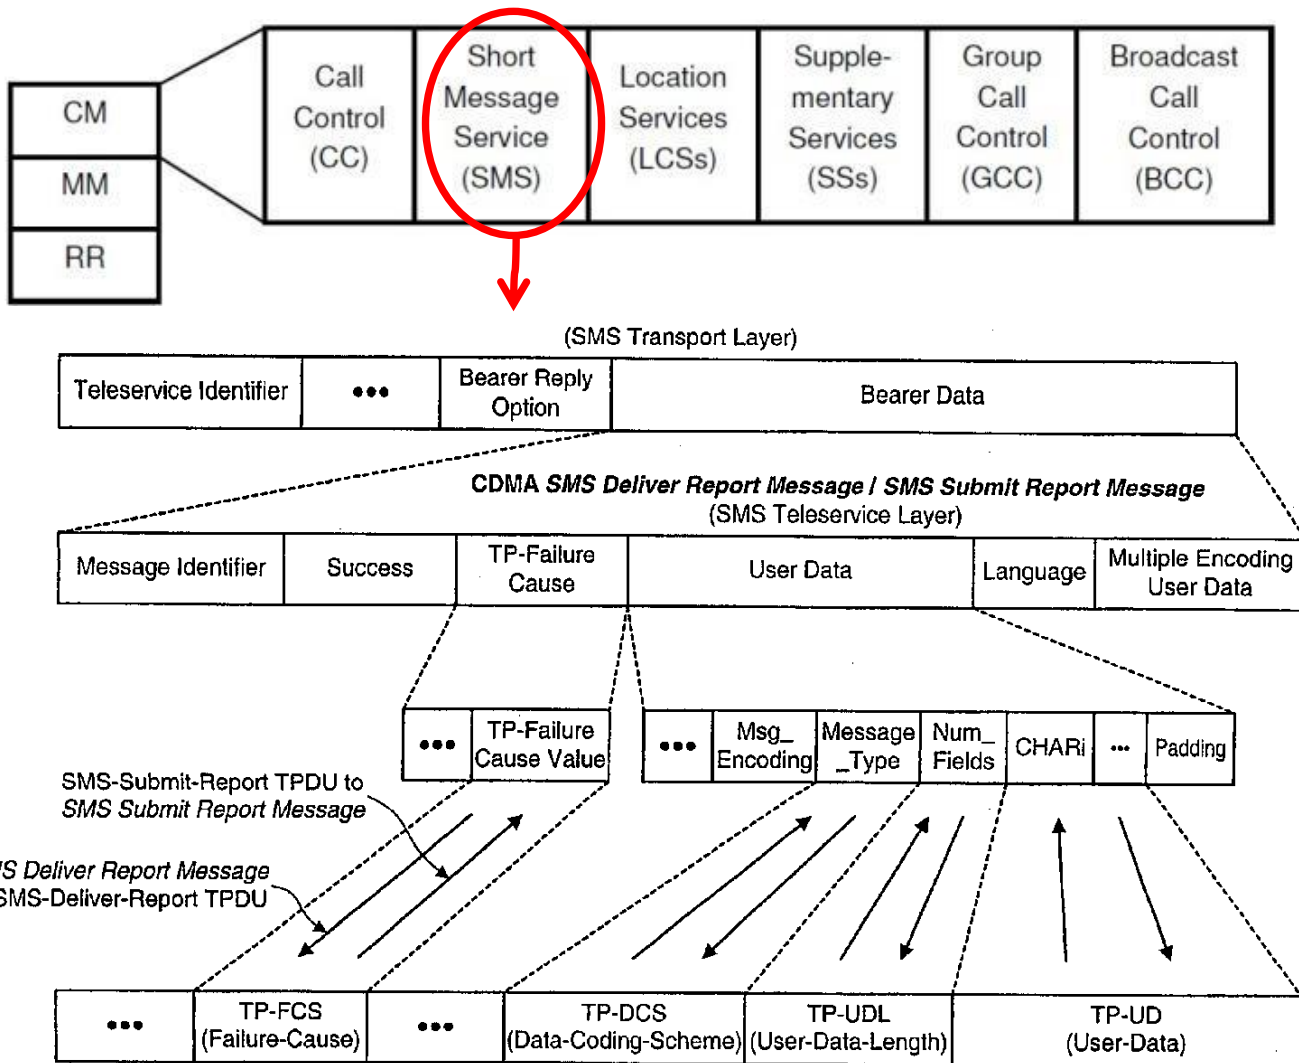 CM
MM
RR
Call
Control
(CC)
Short
Message
Service
(SMS)
Location
Services
(LCSs)
Supple-
mentary
Services
(SSs)
Group
Call
Control
(GCC)
Broadcast
Call
Control
(BCC)
(SMS Transport Layer)
Teleservice Identifier
•••
Bearer Reply
Option
Bearer Data
CDMA SMS Deliver Report Message / SMS Submit Report Message
(SMS Teleservice Layer)
Message Identifier
Success
TP-Failure
Cause
User Data
Language
Multiple Encoding
User Data
•••
TP-Failure
Cause Value
•••
Msg_
Encoding
Message
_Type
Num_
Fields
CHARi
•••
Padding
SMS-Submit-Report TPDU to
SMS Submit Report Message
S Deliver Report Message
SMS-Deliver-Report TPDU
•••
TP-FCS
(Failure-Cause)
•••
TP-DCS
(Data-Coding-Scheme)
TP-UDL
(User-Data-Length)
TP-UD
(User-Data)